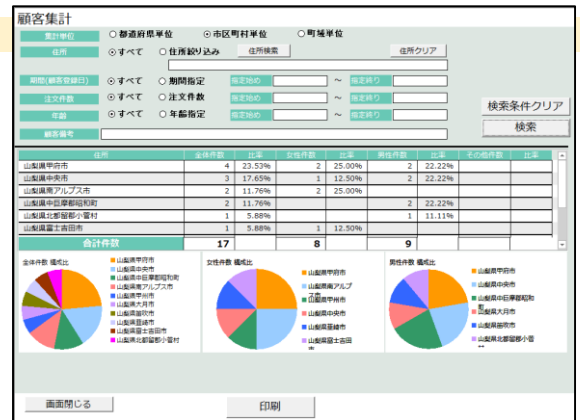 顧客集計
集計単位 都道府県単位 市区町村単位 町域単位
住所 すべて 住所絞り込み 住所検索 住所クリア
期間(顧客登録日) すべて 期間指定 指定始め ～ 指定終り
注文件数 すべて 注文件数 指定始め ～ 指定終り
年齢 すべて 年齢指定 指定始め ～ 指定終り
検索条件クリア
顧客備考 検索
住所 全体件数 比率 女性件数 比率 男性件数 比率 その他件数 比率
山梨県甲府市 4 23.53% 2 25.00% 2 22.22%
山梨県中央市 3 17.65% 1 12.50% 2 22.22%
山梨県南アルプス市 2 11.76% 2 25.00%
山梨県中巨摩郡昭和町 2 11.76% 2 22.22%
山梨県北都留郡小菅村 1 5.88% 1 11.11%
山梨県富士吉田市 1 5.88% 1 12.50%
合計件数 17 8 9
全体件数 構成比
山梨県甲府市
山梨県中央市
山梨県中巨摩郡昭和町
山梨県南アルプス市
山梨県甲州市
山梨県大月市
山梨県笛吹市
山梨県韮崎市
山梨県富士吉田市
山梨県北都留郡小菅村
女性件数 構成比
山梨県甲府市
山梨県南アルプ
ス市
山梨県甲州市
山梨県中央市
山梨県韮崎市
山梨県富士吉田
市
男性件数 構成比
山梨県甲府市
山梨県中央市
山梨県中巨摩郡昭和
町
山梨県大月市
山梨県笛吹市
山梨県北都留郡小菅
画面閉じる 印刷